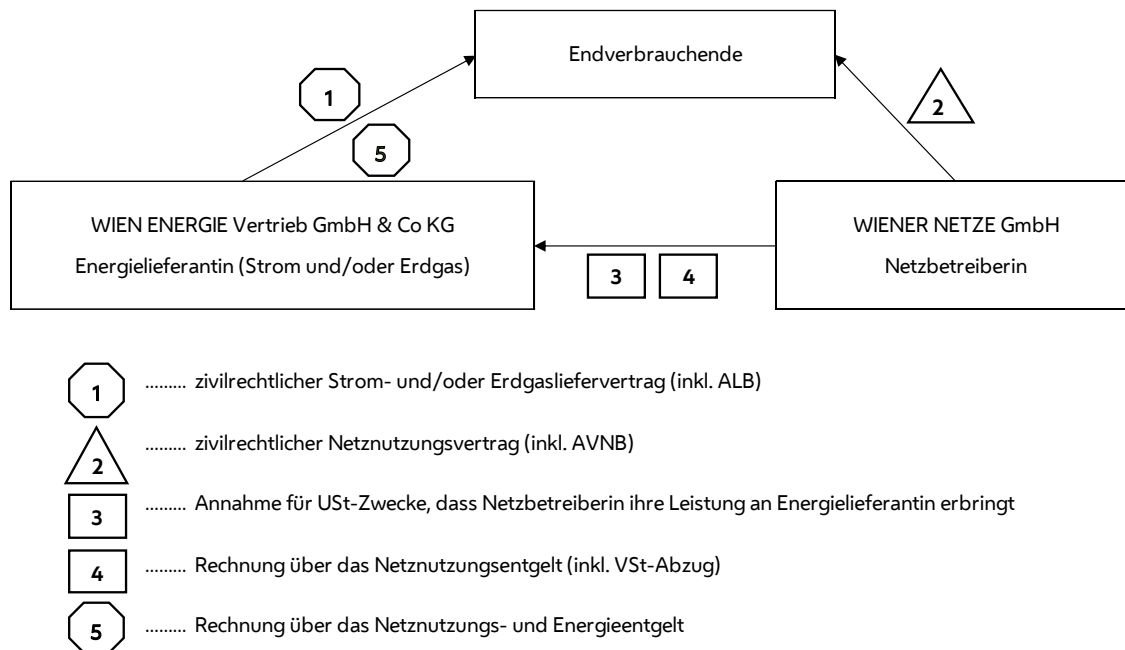 Endverbrauchende
1
2
5
WIEN ENERGIE Vertrieb GmbH & Co KG
Energielieferantin (Strom und/oder Erdgas)
WIENER NETZE GmbH
Netzbetreiberin
3 4
1 ......... zivilrechtlicher Strom- und/oder Erdgasliefervertrag (inkl. ALB)
2 ......... zivilrechtlicher Netznutzungsvertrag (inkl. AVNB)
3 ......... Annahme für USt-Zwecke, dass Netzbetreiberin ihre Leistung an Energielieferantin erbringt
4 ......... Rechnung über das Netznutzungsentgelt (inkl. VSt-Abzug)
5 ......... Rechnung über das Netznutzungs- und Energieentgelt